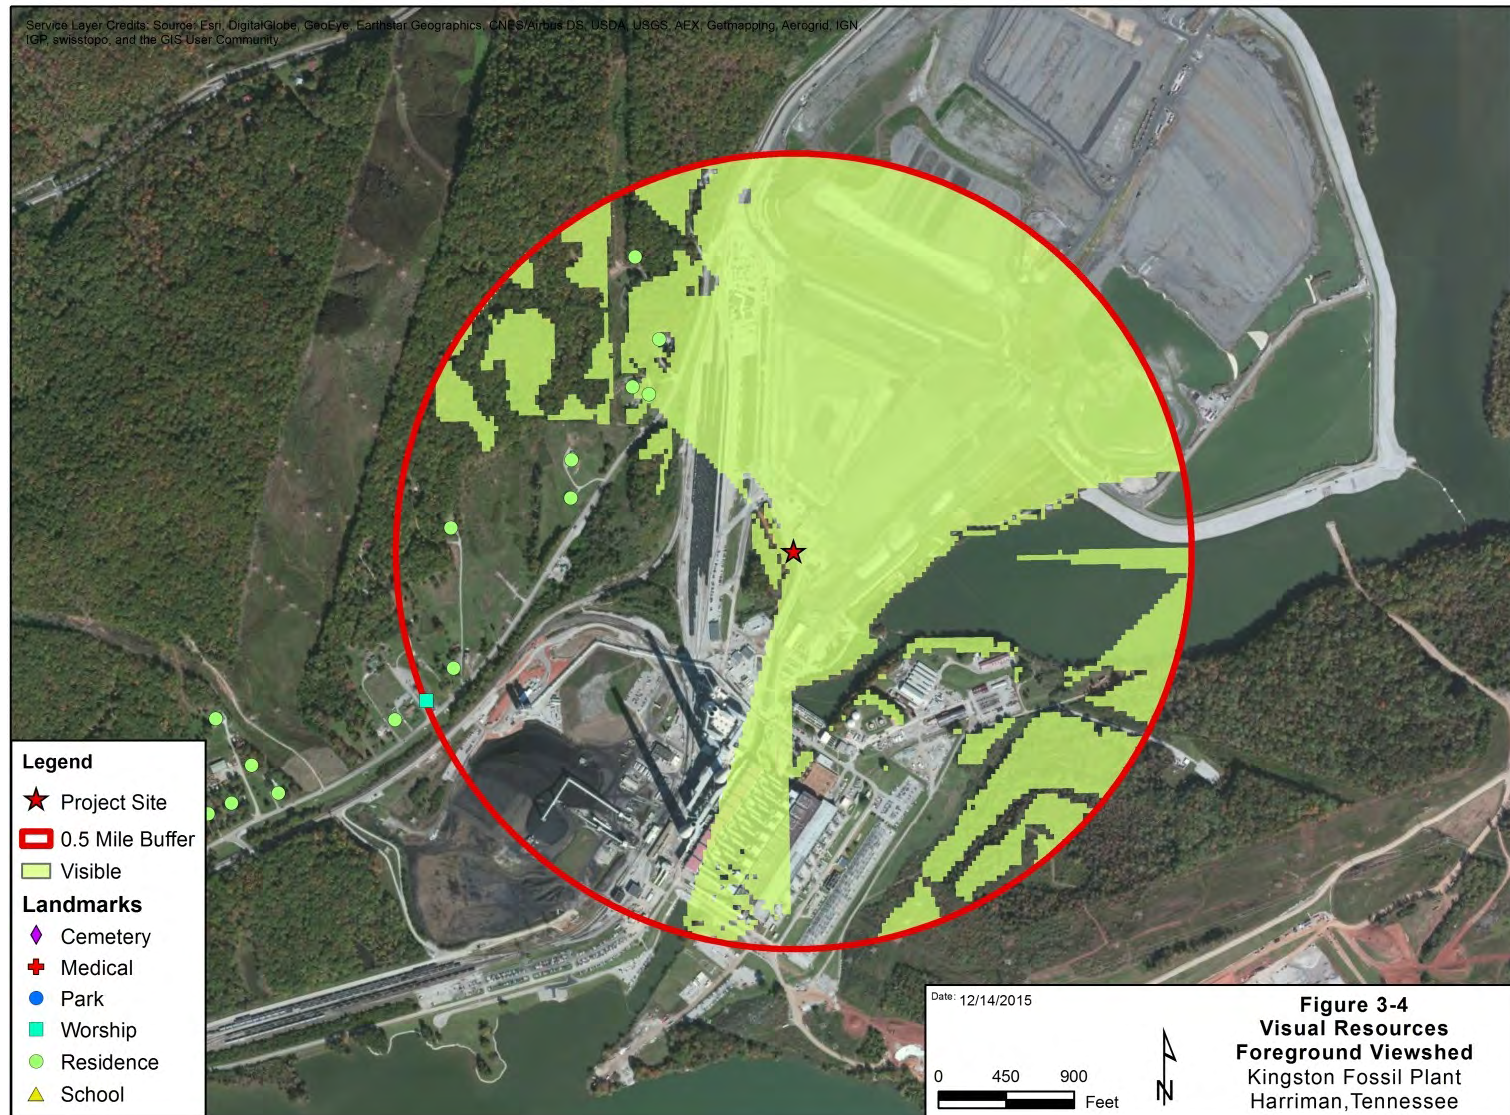 Service Layer Credits: Source: Esri, DigitalGlobe, GeoEye, Earthstar Geographics, CNES/Airbus DS, USDA, USGS, AEX, Getmapping, Aerogrid, IGN,
IGP, swisstopo, and the GIS User Community
Legend
Project Site
0.5 Mile Buffer
Visible
Landmarks
Cemetery
Medical
Park
Worship
Residence
School
Date: 12/14/2015
0 450 900
Feet
N
Figure 3-4
Visual Resources
Foreground Viewshed
Kingston Fossil Plant
Harriman,Tennessee